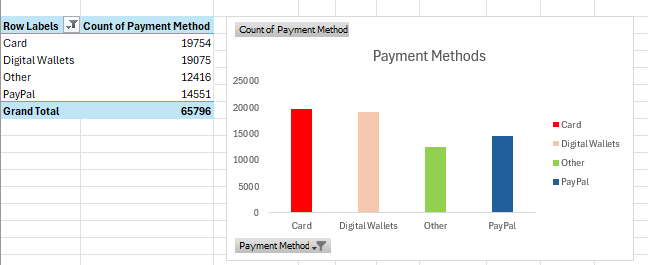 Row Labels Count of Payment Method
Card 19754
Digital Wallets 19075
Other 12416
PayPal 14551
Grand Total 65796
Count of Payment Method
Payment Methods
25000
20000
15000
10000
5000
0
Card Digital Wallets Other PayPal
Card
Digital Wallets
Other
PayPal
Payment Method